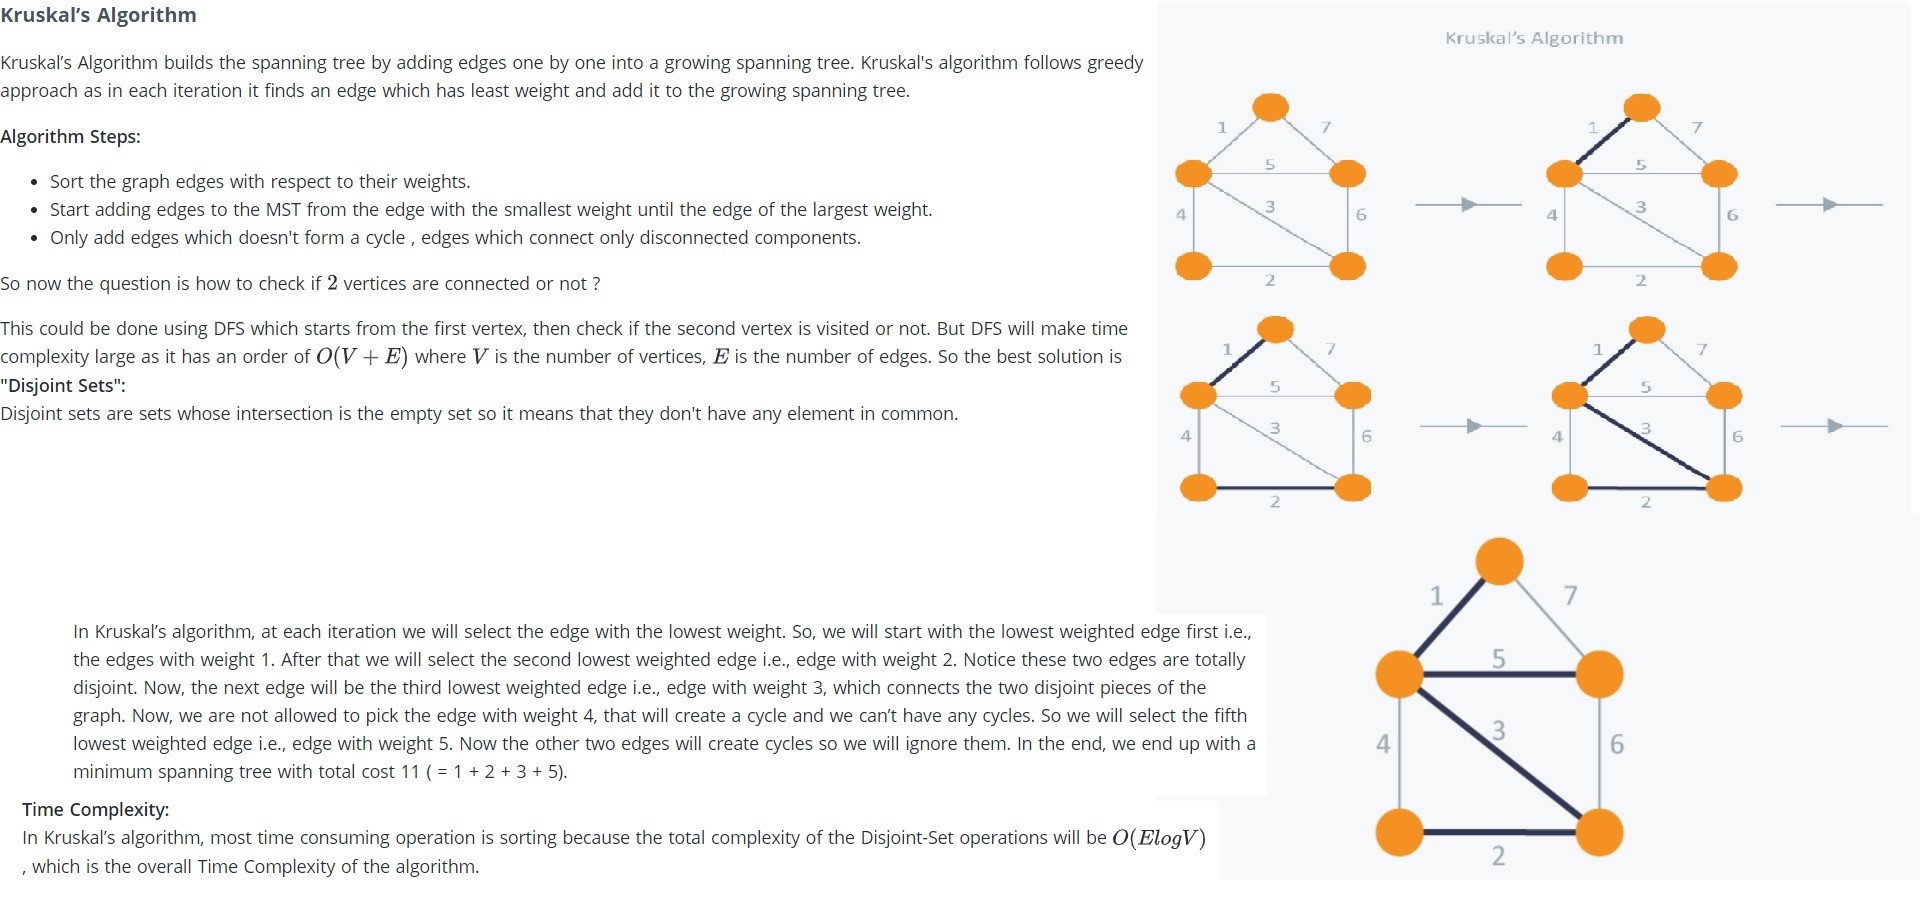 Kruskal's Algorithm
Kruskal's Algorithm builds the spanning tree by adding edges one by one into a growing spanning tree. Kruskal's algorithm follows greedy
approach as in each iteration it finds an edge which has least weight and add it to the growing spanning tree.
Algorithm Steps:
• Sort the graph edges with respect to their weights.
• Start adding edges to the MST from the edge with the smallest weight until the edge of the largest weight.
• Only add edges which doesn't form a cycle , edges which connect only disconnected components.
So now the question is how to check if 2 vertices are connected or not ?
This could be done using DFS which starts from the first vertex, then check if the second vertex is visited or not. But DFS will make time
complexity large as it has an order of O(V + E) where V is the number of vertices, E is the number of edges. So the best solution is
"Disjoint Sets":
Disjoint sets are sets whose intersection is the empty set so it means that they don't have any element in common.
Kruskal's Algorithm
1 7
5
3
4 6
2
1 7
5
3
4 6
2
1 7
5
3
4 6
2
1 7
5
3
4 6
2
1 7
5
3
4 6
2
In Kruskal's algorithm, at each iteration we will select the edge with the lowest weight. So, we will start with the lowest weighted edge first i.e.,
the edges with weight 1. After that we will select the second lowest weighted edge i.e., edge with weight 2. Notice these two edges are totally
disjoint. Now, the next edge will be the third lowest weighted edge i.e., edge with weight 3, which connects the two disjoint pieces of the
graph. Now, we are not allowed to pick the edge with weight 4, that will create a cycle and we can't have any cycles. So we will select the fifth
lowest weighted edge i.e., edge with weight 5. Now the other two edges will create cycles so we will ignore them. In the end, we end up with a
minimum spanning tree with total cost 11 ( = 1 + 2 + 3 + 5).
Time Complexity:
In Kruskal's algorithm, most time consuming operation is sorting because the total complexity of the Disjoint-Set operations will be O(ElogV)
, which is the overall Time Complexity of the algorithm.